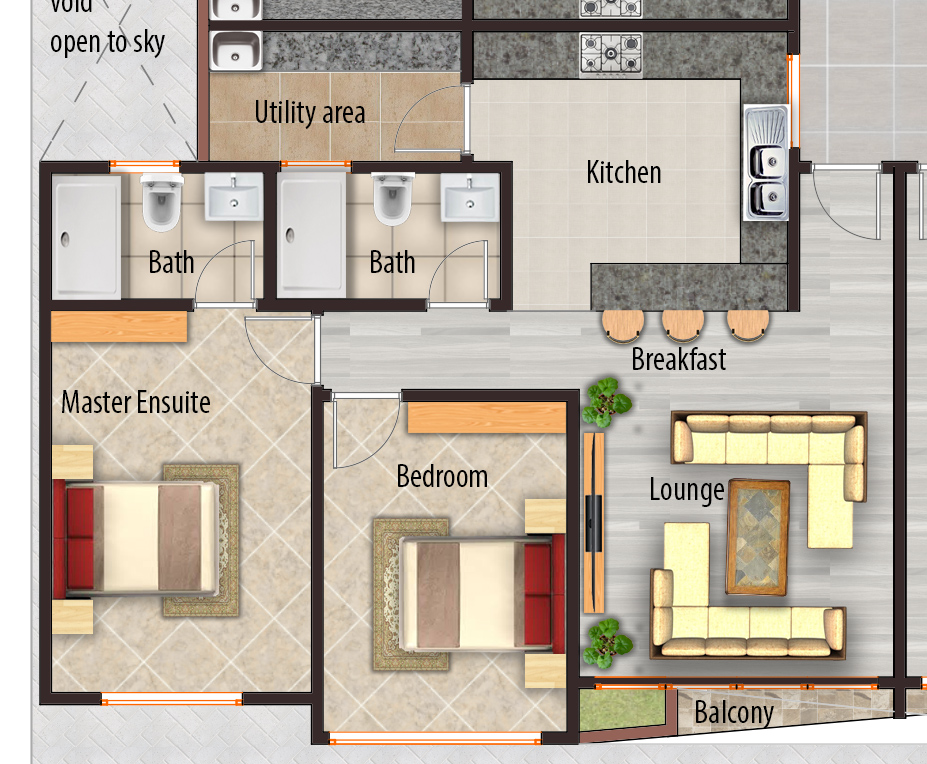 void
open to sky
Utility area
Kitchen
Bath
Bath
Breakfast
Master Ensuite
Bedroom
Lounge
Balcony